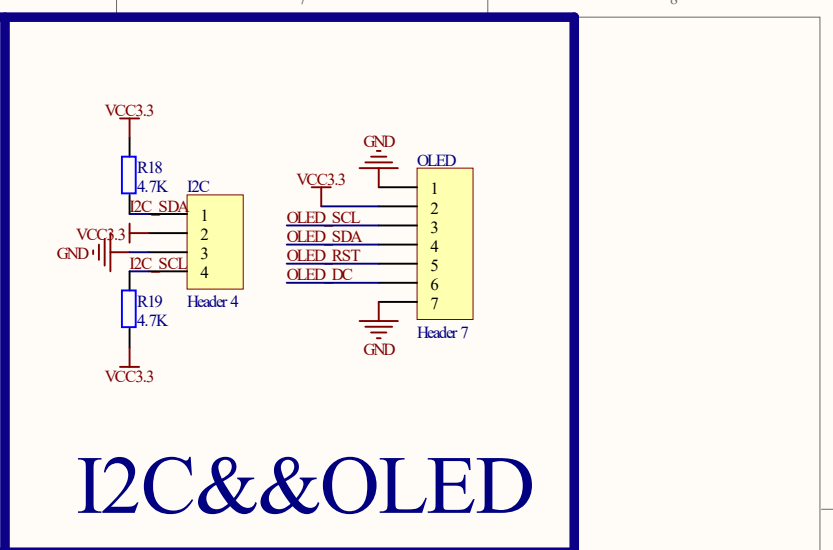 VCC3.3
R18
4.7K
I2C
I2C_SDA
1
VCC3.3
2
GND
3
I2C_SCL
4
R19
4.7K
Header 4
VCC3.3
GND
OLED
VCC3.3
1
2
OLED_SCL
3
OLED_SDA
4
OLED_RST
5
OLED_DC
6
7
Header 7
GND
I2C&&OLED